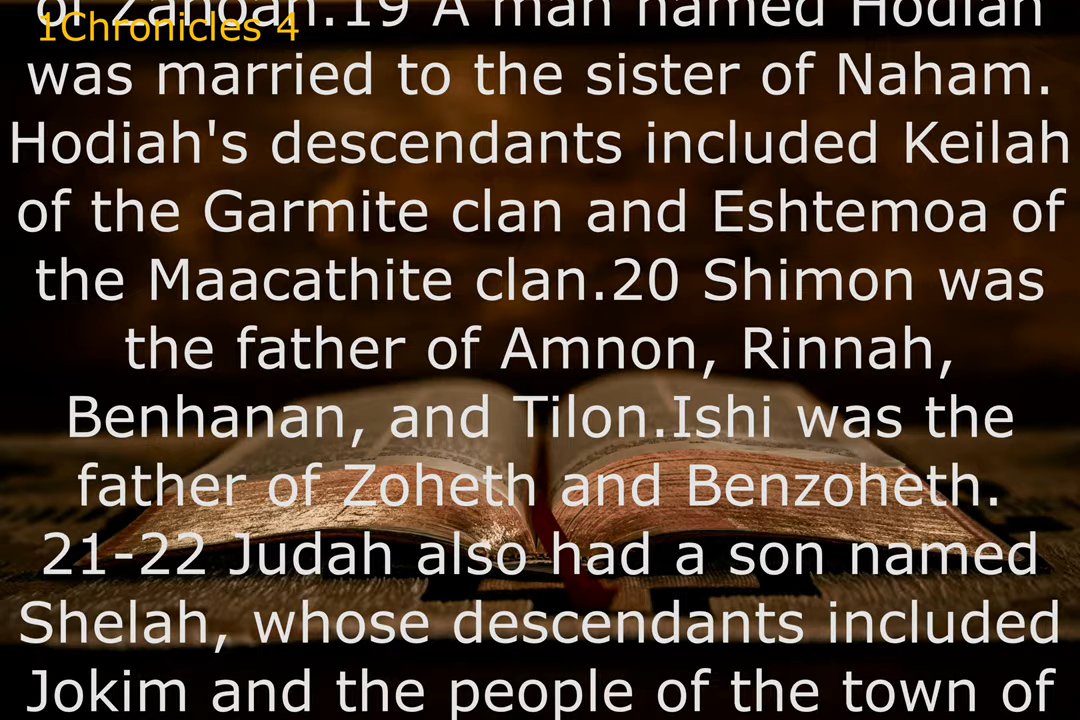 1Chronicles 4
of Zanoah.19 A man named Hodiah
was married to the sister of Naham.
Hodiah's descendants included Keilah
of the Garmite clan and Eshtemoa of
the Maacathite clan.20 Shimon was
the father of Amnon, Rinnah,
Benhanan, and Tilon.Ishi was the
father of Zoheth and Benzoheth.
21-22 Judah also had a son named
Shelah, whose descendants included
Jokim and the people of the town of